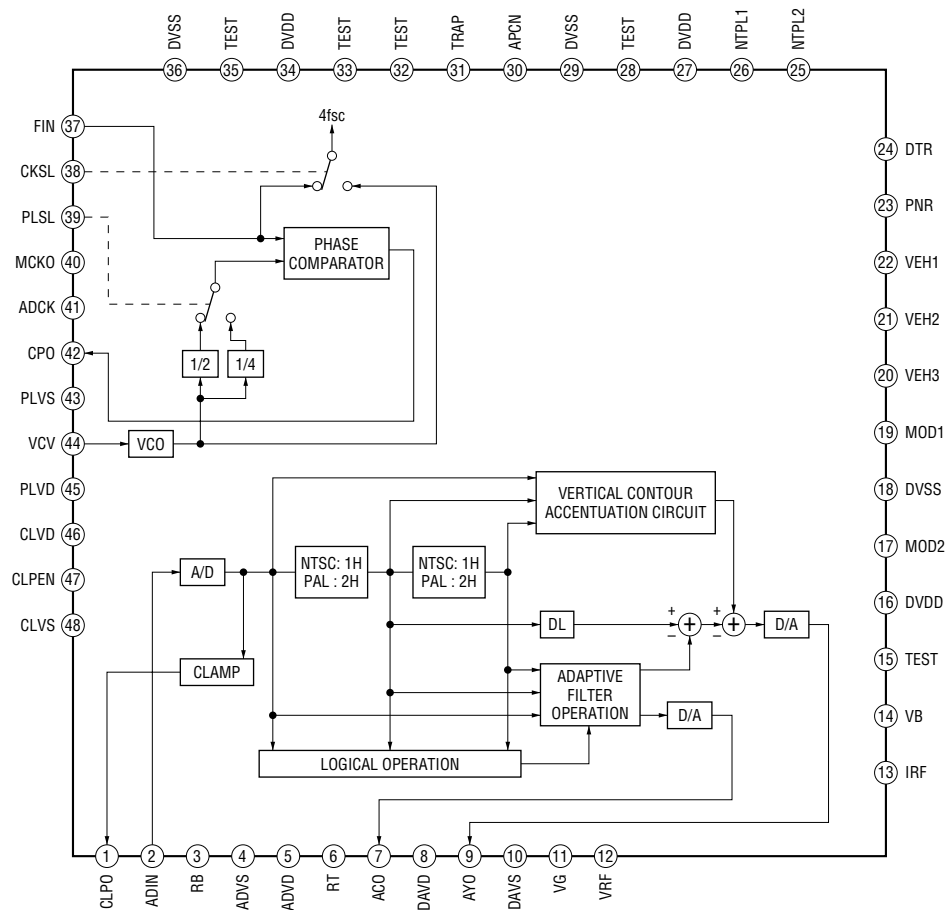 DVSS TEST DVDD TEST TEST TRAP APCN DVSS TEST DVDD NTPL1 NTPL2
36 35 34 33 32 31 30 29 28 27 26 25
FIN 37
CKSL 38
PLSL 39
MCKO 40
ADCK 41
CPO 42
PLVS 43
VCV 44
PLVD 45
CLVD 46
CLPEN 47
CLVS 48
4fsc
PHASE
COMPARATOR
1/2 1/4
VCO
VERTICAL CONTOUR
ACCENTUATION CIRCUIT
A/D
NTSC: 1H
PAL : 2H
NTSC: 1H
PAL : 2H
DL
+
−
+
+
−
+
D/A
CLAMP
ADAPTIVE
FILTER
OPERATION
D/A
LOGICAL OPERATION
24 DTR
23 PNR
22 VEH1
21 VEH2
20 VEH3
19 MOD1
18 DVSS
17 MOD2
16 DVDD
15 TEST
14 VB
13 IRF
1 2 3 4 5 6 7 8 9 10 11 12
CLPO ADIN RB ADVS ADVD RT ACO DAVD AYO DAVS VG VRF